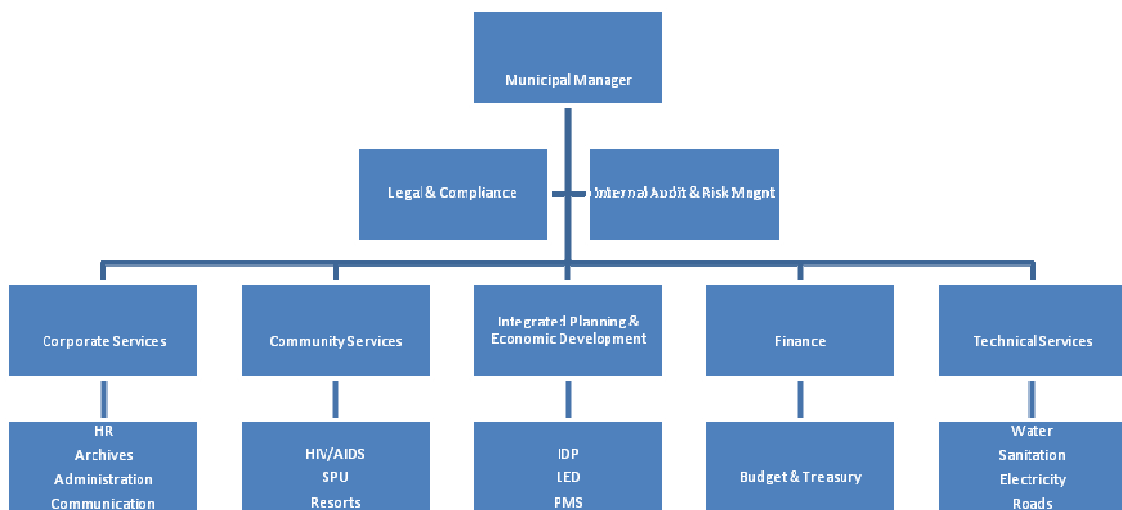 Municipal Manager
Legal & Compliance
Internal Audit & Risk Mngnt
Corporate Services
Community Services
Integrated Planning &
Economic Development
Finance
Technical Services
HR
Archives
Administration
Communication
HIV/AIDS
SPU
Resorts
IDP
LED
PMS
Budget & Treasury
Water
Sanitation
Electricity
Roads